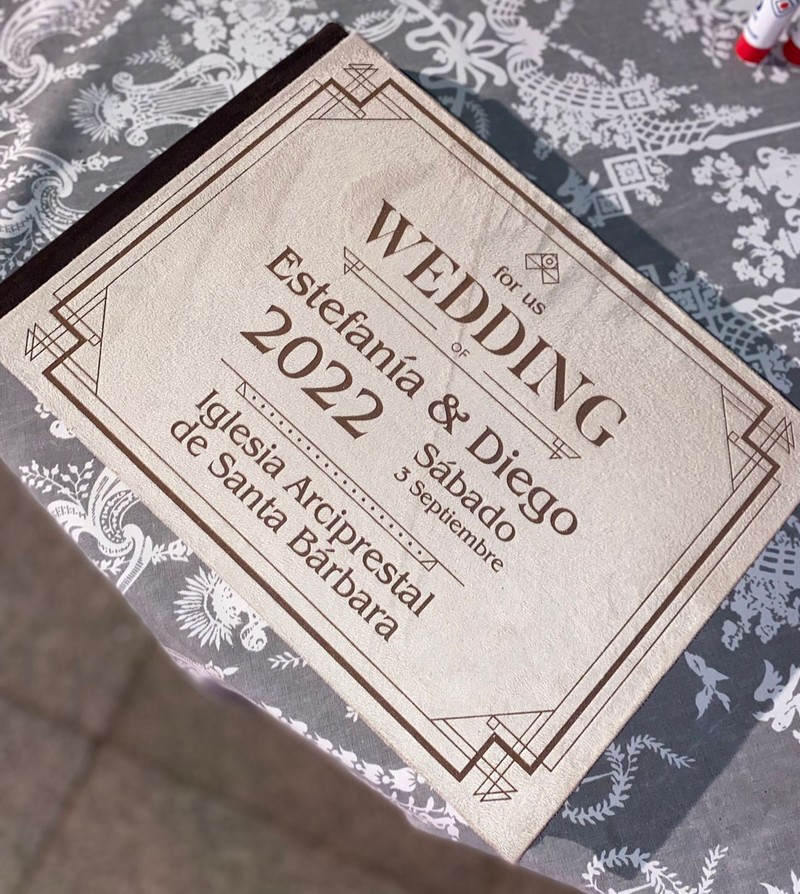 for us
WEDDING
OF
Estefanía & Diego
2022 Sábado
3 Septiembre
Iglesia Arciprestal
de Santa Bárbara